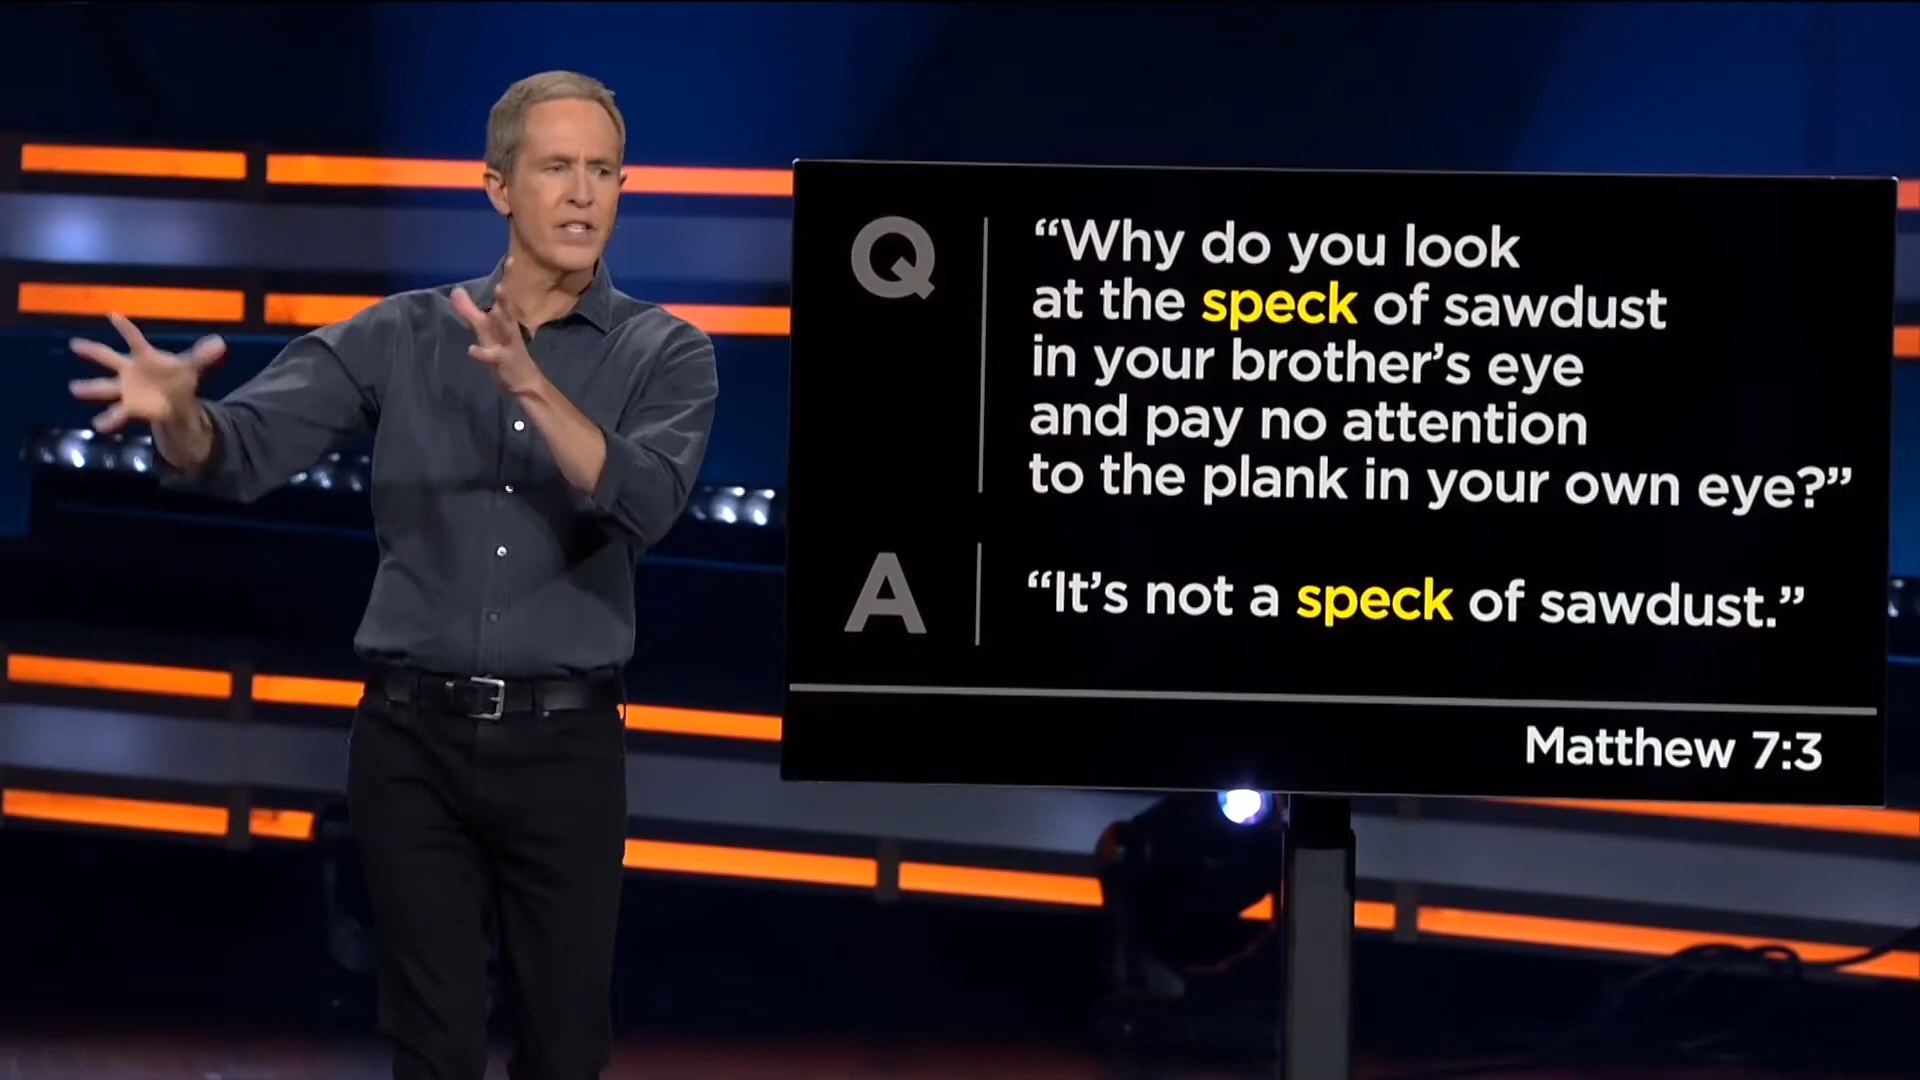 Q
“Why do you look
at the speck of sawdust
in your brother’s eye
and pay no attention
to the plank in your own eye?”
A
“It’s not a speck of sawdust.”
Matthew 7:3